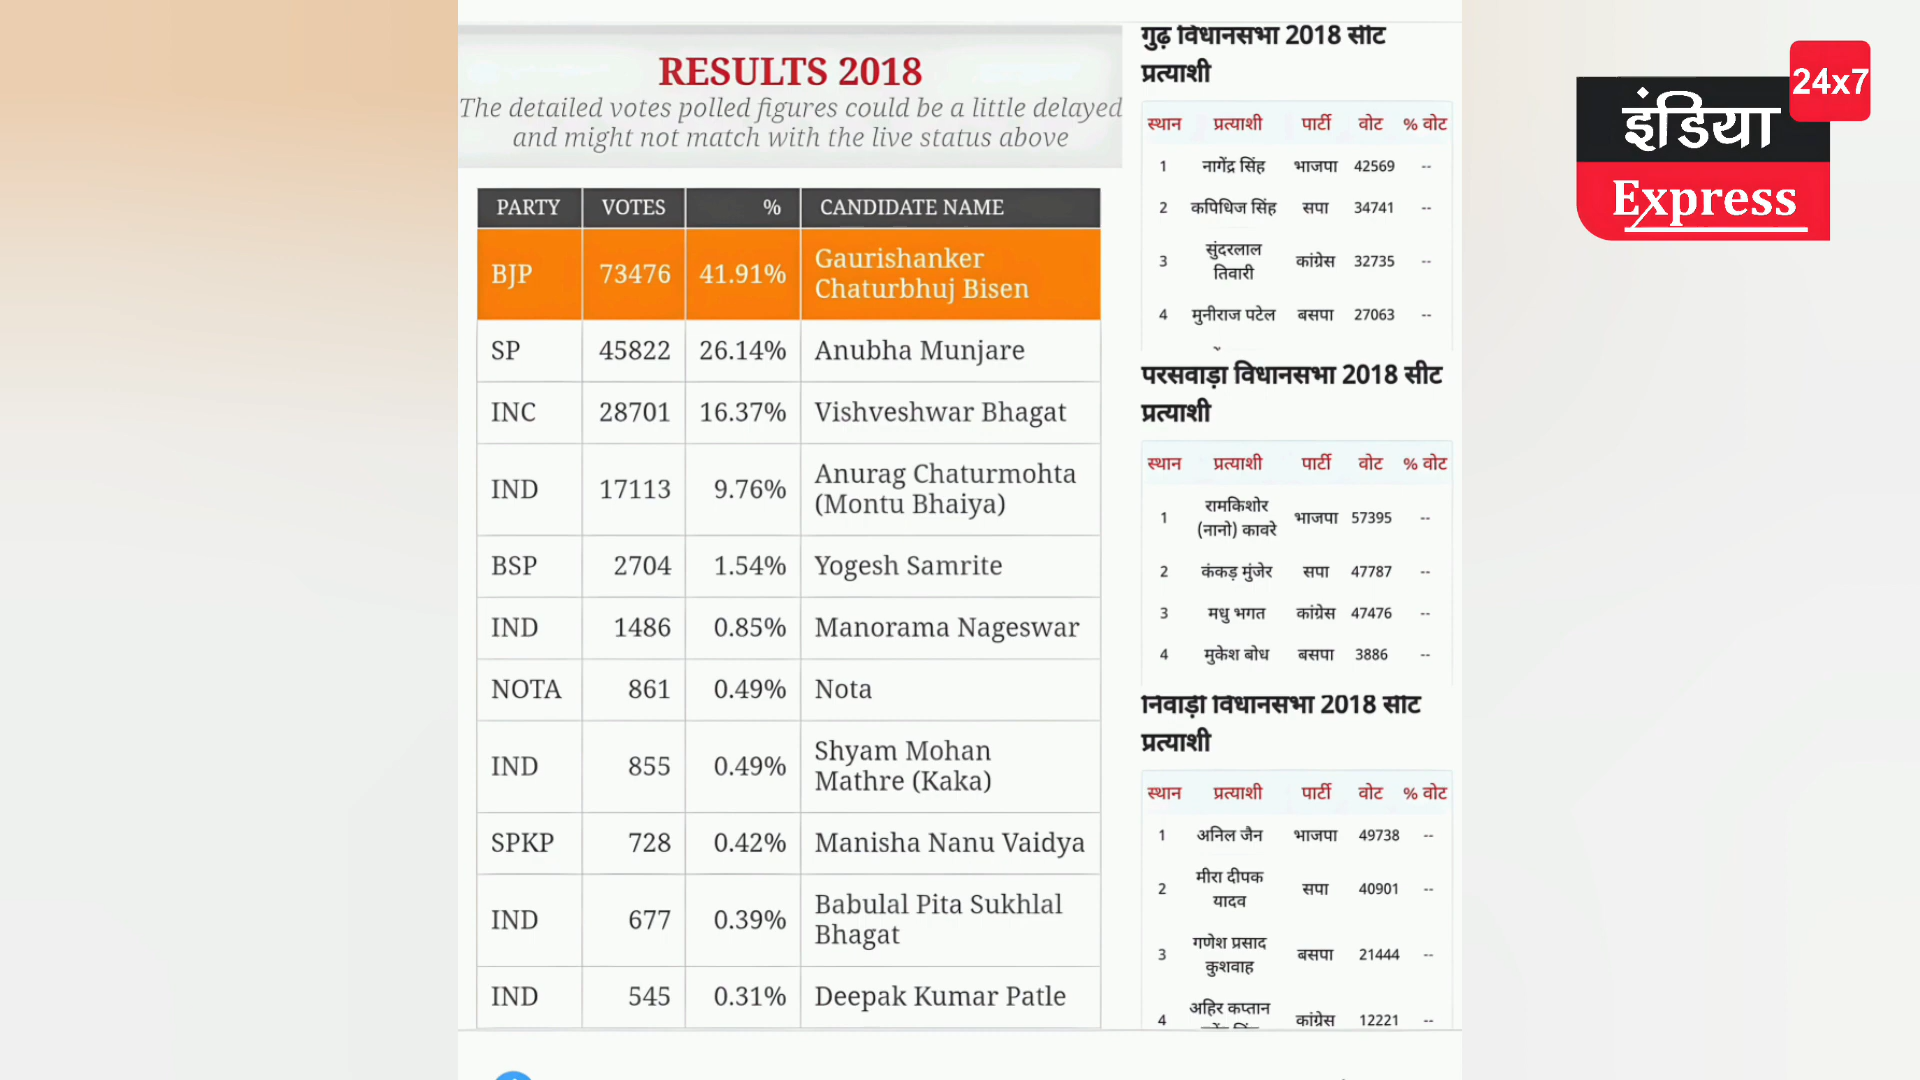 RESULTS 2018
The detailed votes polled figures could be a little delayed
and might not match with the live status above
PARTY VOTES % CANDIDATE NAME
BJP 73476 41.91% Gaurishanker
Chaturbhuj Bisen
SP 45822 26.14% Anubha Munjare
INC 28701 16.37% Vishveshwar Bhagat
IND 17113 9.76% Anurag Chaturmohta
(Montu Bhaiya)
BSP 2704 1.54% Yogesh Samrite
IND 1486 0.85% Manorama Nageswar
NOTA 861 0.49% Nota
IND 855 0.49% Shyam Mohan
Mathre (Kaka)
SPKP 728 0.42% Manisha Nanu Vaidya
IND 677 0.39% Babulal Pita Sukhlal
Bhagat
IND 545 0.31% Deepak Kumar Patle
गुढ़ विधानसभा 2018 सीट
प्रत्याशी
स्थान प्रत्याशी पार्टी वोट % वोट
1 नागेंद्र सिंह भाजपा 42569 --
2 कपिधिज सिंह सपा 34741 --
3 सुंदरलाल
तिवारी कांग्रेस 32735 --
4 मुनीराज पटेल बसपा 27063 --
परसवाड़ा विधानसभा 2018 सीट
प्रत्याशी
स्थान प्रत्याशी पार्टी वोट % वोट
1 रामकिशोर
(नानो) कावरे भाजपा 57395 --
2 कंकड़ मुंजेर सपा 47787 --
3 मधु भगत कांग्रेस 47476 --
4 मुकेश बोध बसपा 3886 --
निवाड़ी विधानसभा 2018 सीट
प्रत्याशी
स्थान प्रत्याशी पार्टी वोट % वोट
1 अनिल जैन भाजपा 49738 --
2 मीरा दीपक
यादव सपा 40901 --
3 गणेश प्रसाद
कुशवाह बसपा 21444 --
4 अहिर कप्तान
कांग्रेस 12221 --
24x7
इंडिया
Express